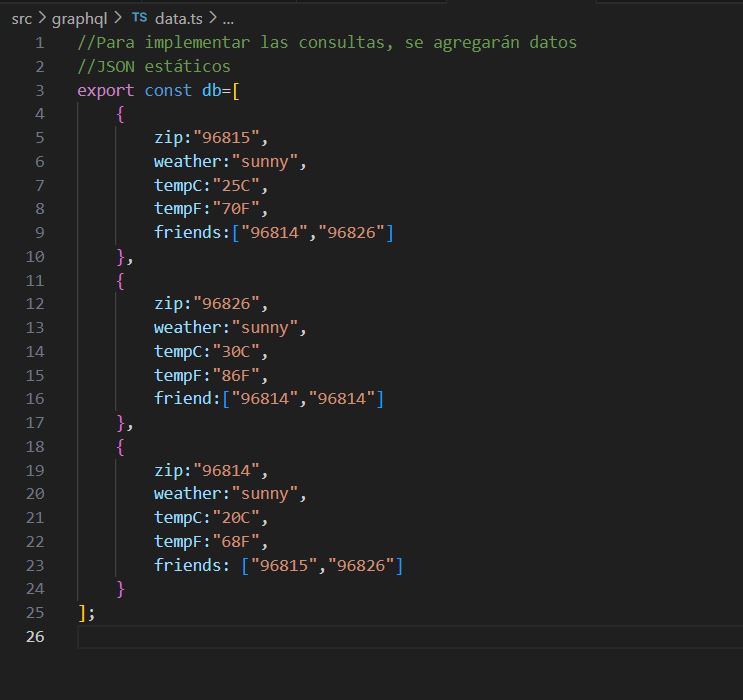 src > graphql > TS data.ts > ...
1 //Para implementar las consultas, se agregarán datos
2 //JSON estáticos
3 export const db=[
4 {
5 zip:"96815",
6 weather:"sunny",
7 tempC:"25C",
8 tempF:"70F",
9 friends:["96814","96826"]
10 },
11 {
12 zip:"96826",
13 weather:"sunny",
14 tempC:"30C",
15 tempF:"86F",
16 friend:["96814","96814"]
17 },
18 {
19 zip:"96814",
20 weather:"sunny",
21 tempC:"20C",
22 tempF:"68F",
23 friends: ["96815","96826"]
24 }
25 ];
26